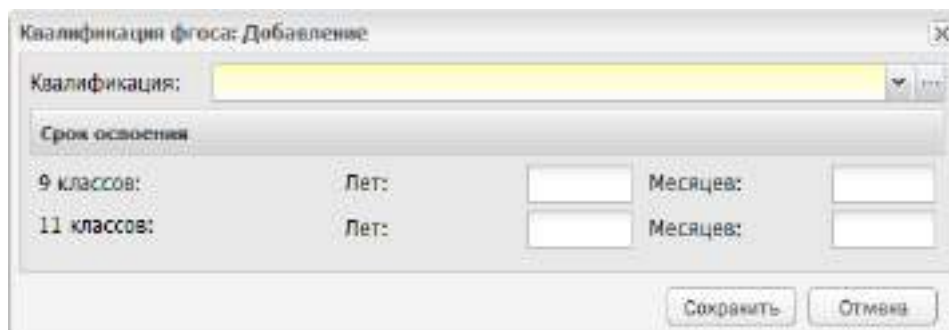 Квалификация фгоса: Добавление
Квалификация:
Срок освоения
9 классов: Лет: Месяцев:
11 классов: Лет: Месяцев:
Сохранить Отмена